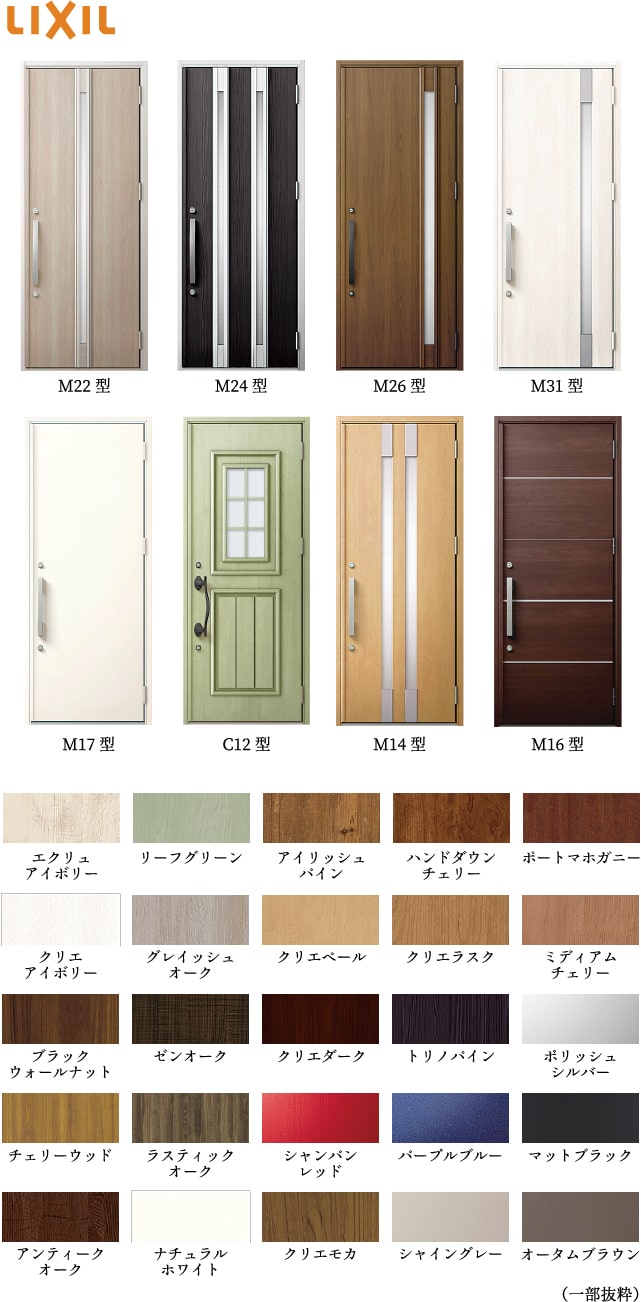 LIXIL
M22 型
M24 型
M26 型
M31 型
M17 型
C12 型
M14 型
M16 型
エクリュ
アイボリー
リーフグリーン
アイリッシュ
パイン
ハンドダウン
チェリー
ポートマホガニー
クリエ
アイボリー
グレイッシュ
オーク
クリエペール
クリエラスク
ミディアム
チェリー
ブラック
ウォールナット
ゼンオーク
クリエダーク
トリノパイン
ポリッシュ
シルバー
チェリーウッド
ラスティック
オーク
シャンパン
レッド
パープルブルー
マットブラック
アンティーク
オーク
ナチュラル
ホワイト
クリエモカ
シャイングレー
オータムブラウン
（一部抜粋）